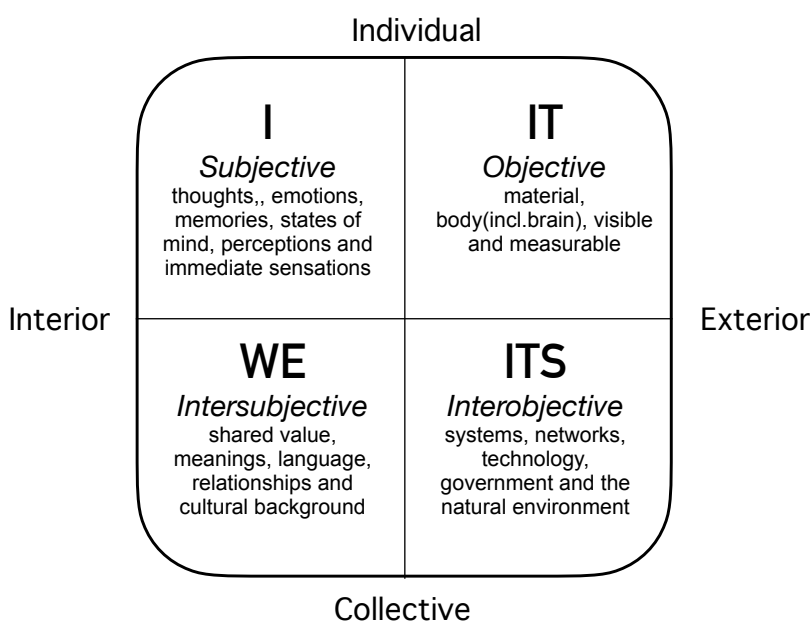 Individual
I
Subjective
thoughts,, emotions,
memories, states of
mind, perceptions and
immediate sensations
IT
Objective
material,
body(incl.brain), visible
and measurable
Interior
Exterior
WE
Intersubjective
shared value,
meanings, language,
relationships and
cultural background
ITS
Interobjective
systems, networks,
technology,
government and the
natural environment
Collective